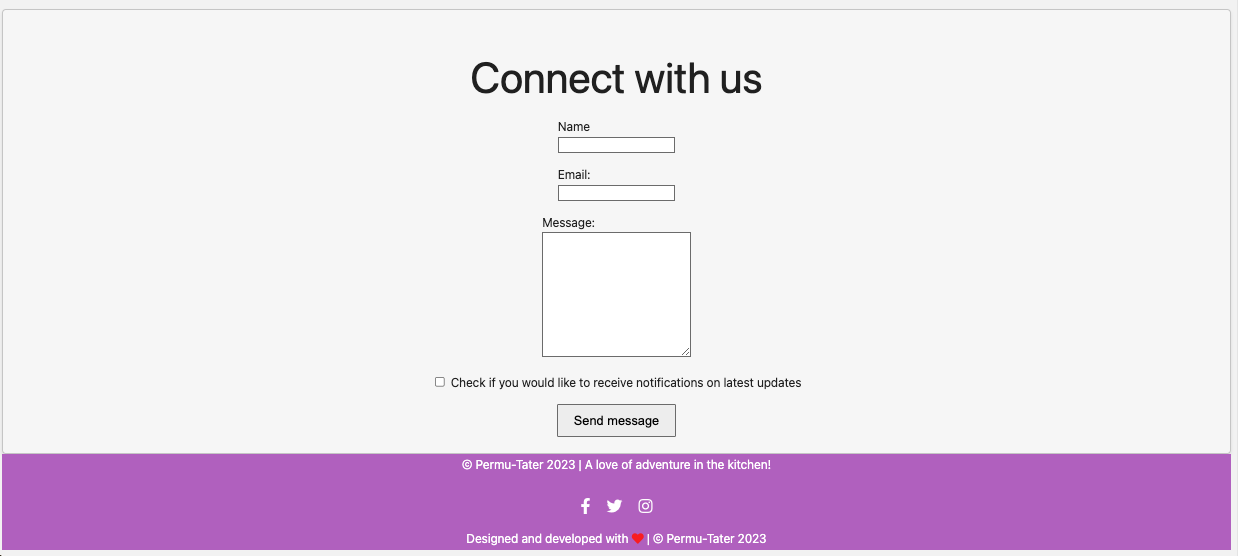 Connect with us
Name
Email:
Message:
Check if you would like to receive notifications on latest updates
Send message
© Permu-Tater 2023 | A love of adventure in the kitchen!
Designed and developed with ❤ | © Permu-Tater 2023